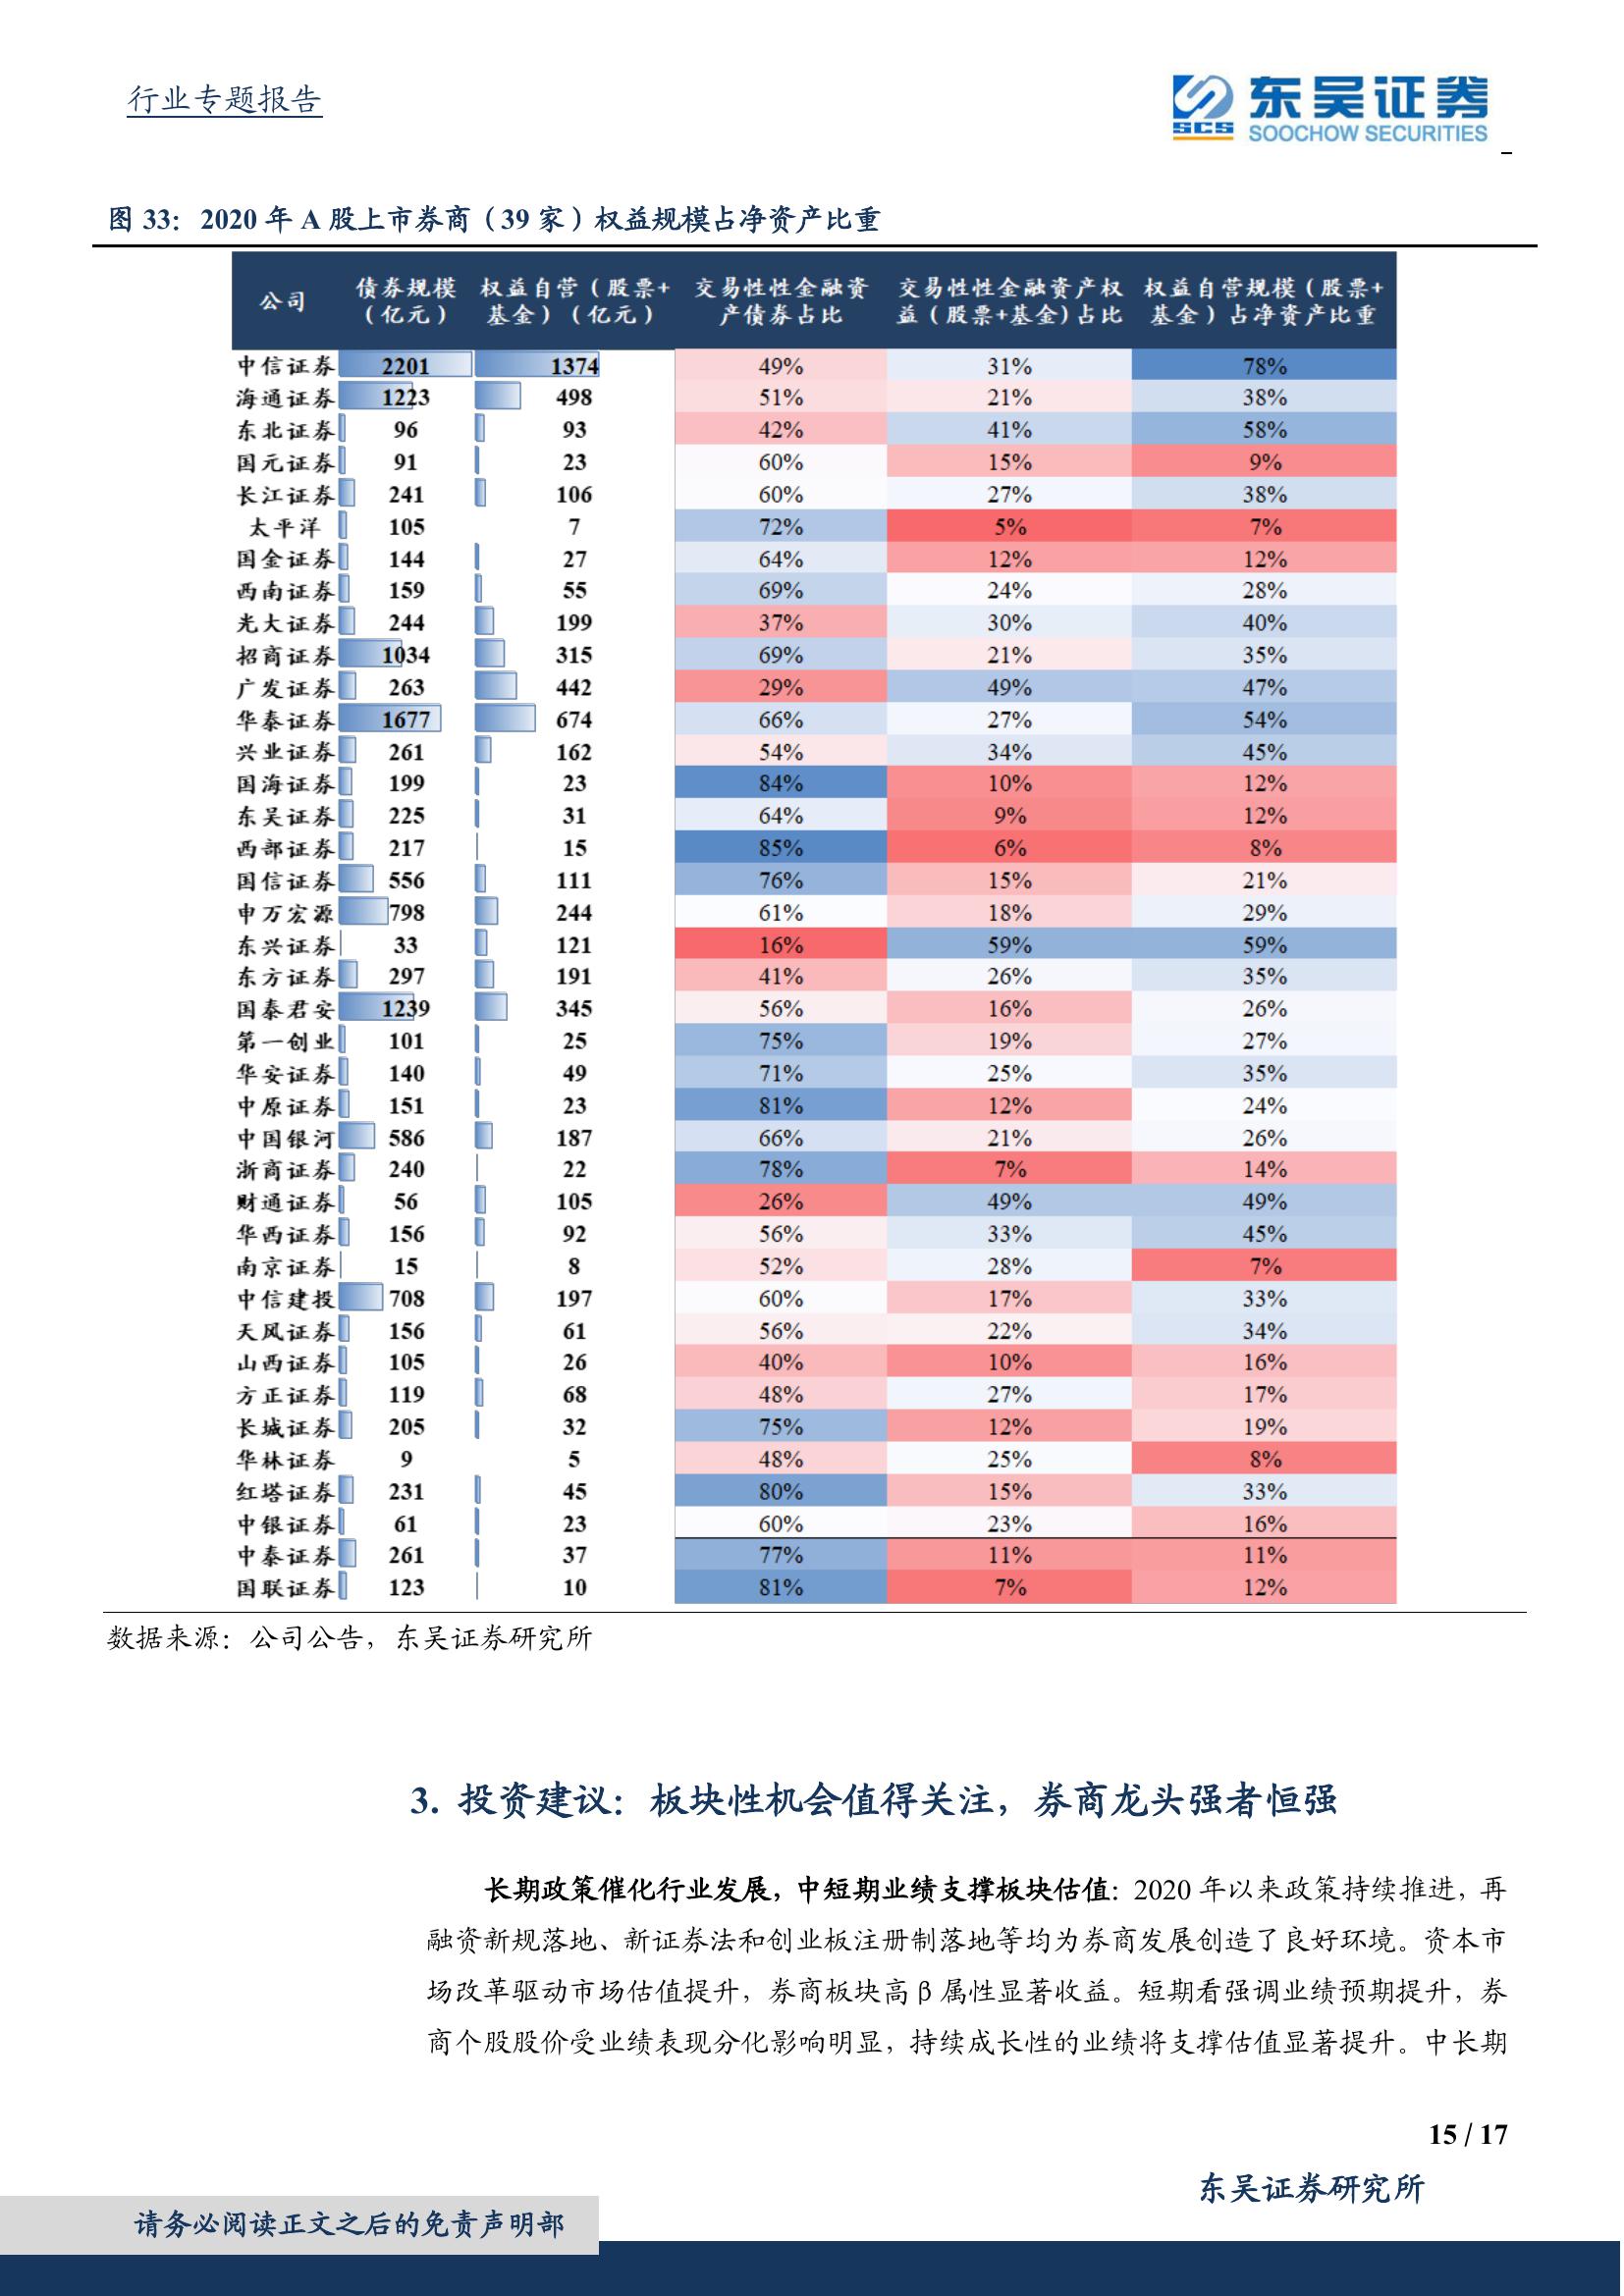 行业专题报告
SCS 东吴证券
SOOCHOW SECURITIES
图 33：2020 年 A 股上市券商（39 家）权益规模占净资产比重
公司 债券规模（亿元） 权益自营（股票+基金）（亿元） 交易性性金融资产债券占比 交易性性金融资产权益（股票+基金）占比 权益自营规模（股票+基金）占净资产比重
中信证券 2201 1374 49% 31% 78%
海通证券 1223 498 51% 21% 38%
东北证券 96 93 42% 41% 58%
国元证券 91 23 60% 15% 9%
长江证券 241 106 60% 27% 38%
太平洋 105 7 72% 5% 7%
国金证券 144 27 64% 12% 12%
西南证券 159 55 69% 24% 28%
光大证券 244 199 37% 30% 40%
招商证券 1034 315 69% 21% 35%
广发证券 263 442 29% 49% 47%
华泰证券 1677 674 66% 27% 54%
兴业证券 261 162 54% 34% 45%
国海证券 199 23 84% 10% 12%
东吴证券 225 31 64% 9% 12%
西部证券 217 15 85% 6% 8%
国信证券 556 111 76% 15% 21%
申万宏源 798 244 61% 18% 29%
东兴证券 33 121 16% 59% 59%
东方证券 297 191 41% 26% 35%
国泰君安 1239 345 56% 16% 26%
第一创业 101 25 75% 19% 27%
华安证券 140 49 71% 25% 35%
中原证券 151 23 81% 12% 24%
中国银河 586 187 66% 21% 26%
浙商证券 240 22 78% 7% 14%
财通证券 56 105 26% 49% 49%
华西证券 156 92 56% 33% 45%
南京证券 15 8 52% 28% 7%
中信建投 708 197 60% 17% 33%
天风证券 156 61 56% 22% 34%
山西证券 105 26 40% 10% 16%
方正证券 119 68 48% 27% 17%
长城证券 205 32 75% 12% 19%
华林证券 9 5 48% 25% 8%
红塔证券 231 45 80% 15% 33%
中银证券 61 23 60% 23% 16%
中泰证券 261 37 77% 11% 11%
国联证券 123 10 81% 7% 12%
数据来源：公司公告，东吴证券研究所
3. 投资建议：板块性机会值得关注，券商龙头强者恒强
长期政策催化行业发展，中短期业绩支撑板块估值：2020 年以来政策持续推进，再
融资新规落地、新证券法和创业板注册制落地等均为券商发展创造了良好环境。资本市
场改革驱动市场估值提升，券商板块高 β 属性显著收益。短期看强调业绩预期提升，券
商个股股价受业绩表现分化影响明显，持续成长性的业绩将支撑估值显著提升。中长期
15 / 17
东吴证券研究所
请务必阅读正文之后的免责声明部